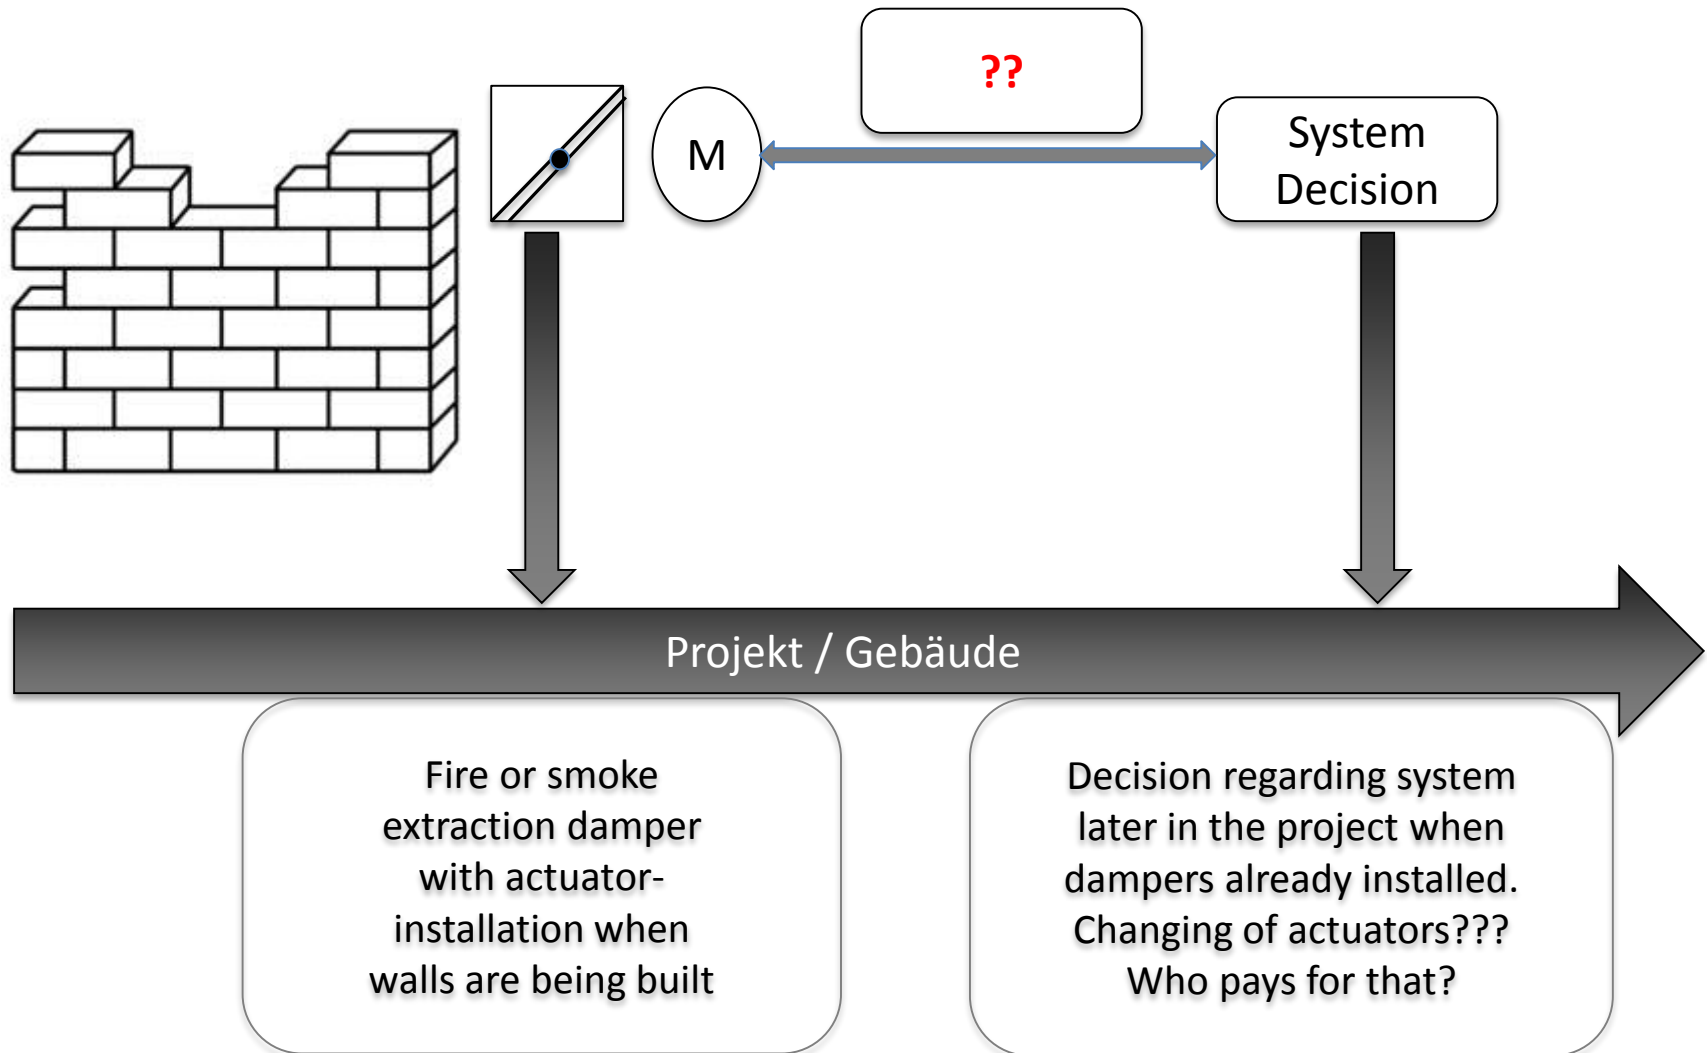 ??
M
System
Decision
Projekt / Gebäude
Fire or smoke
extraction damper
with actuator-
installation when
walls are being built
Decision regarding system
later in the project when
dampers already installed.
Changing of actuators???
Who pays for that?